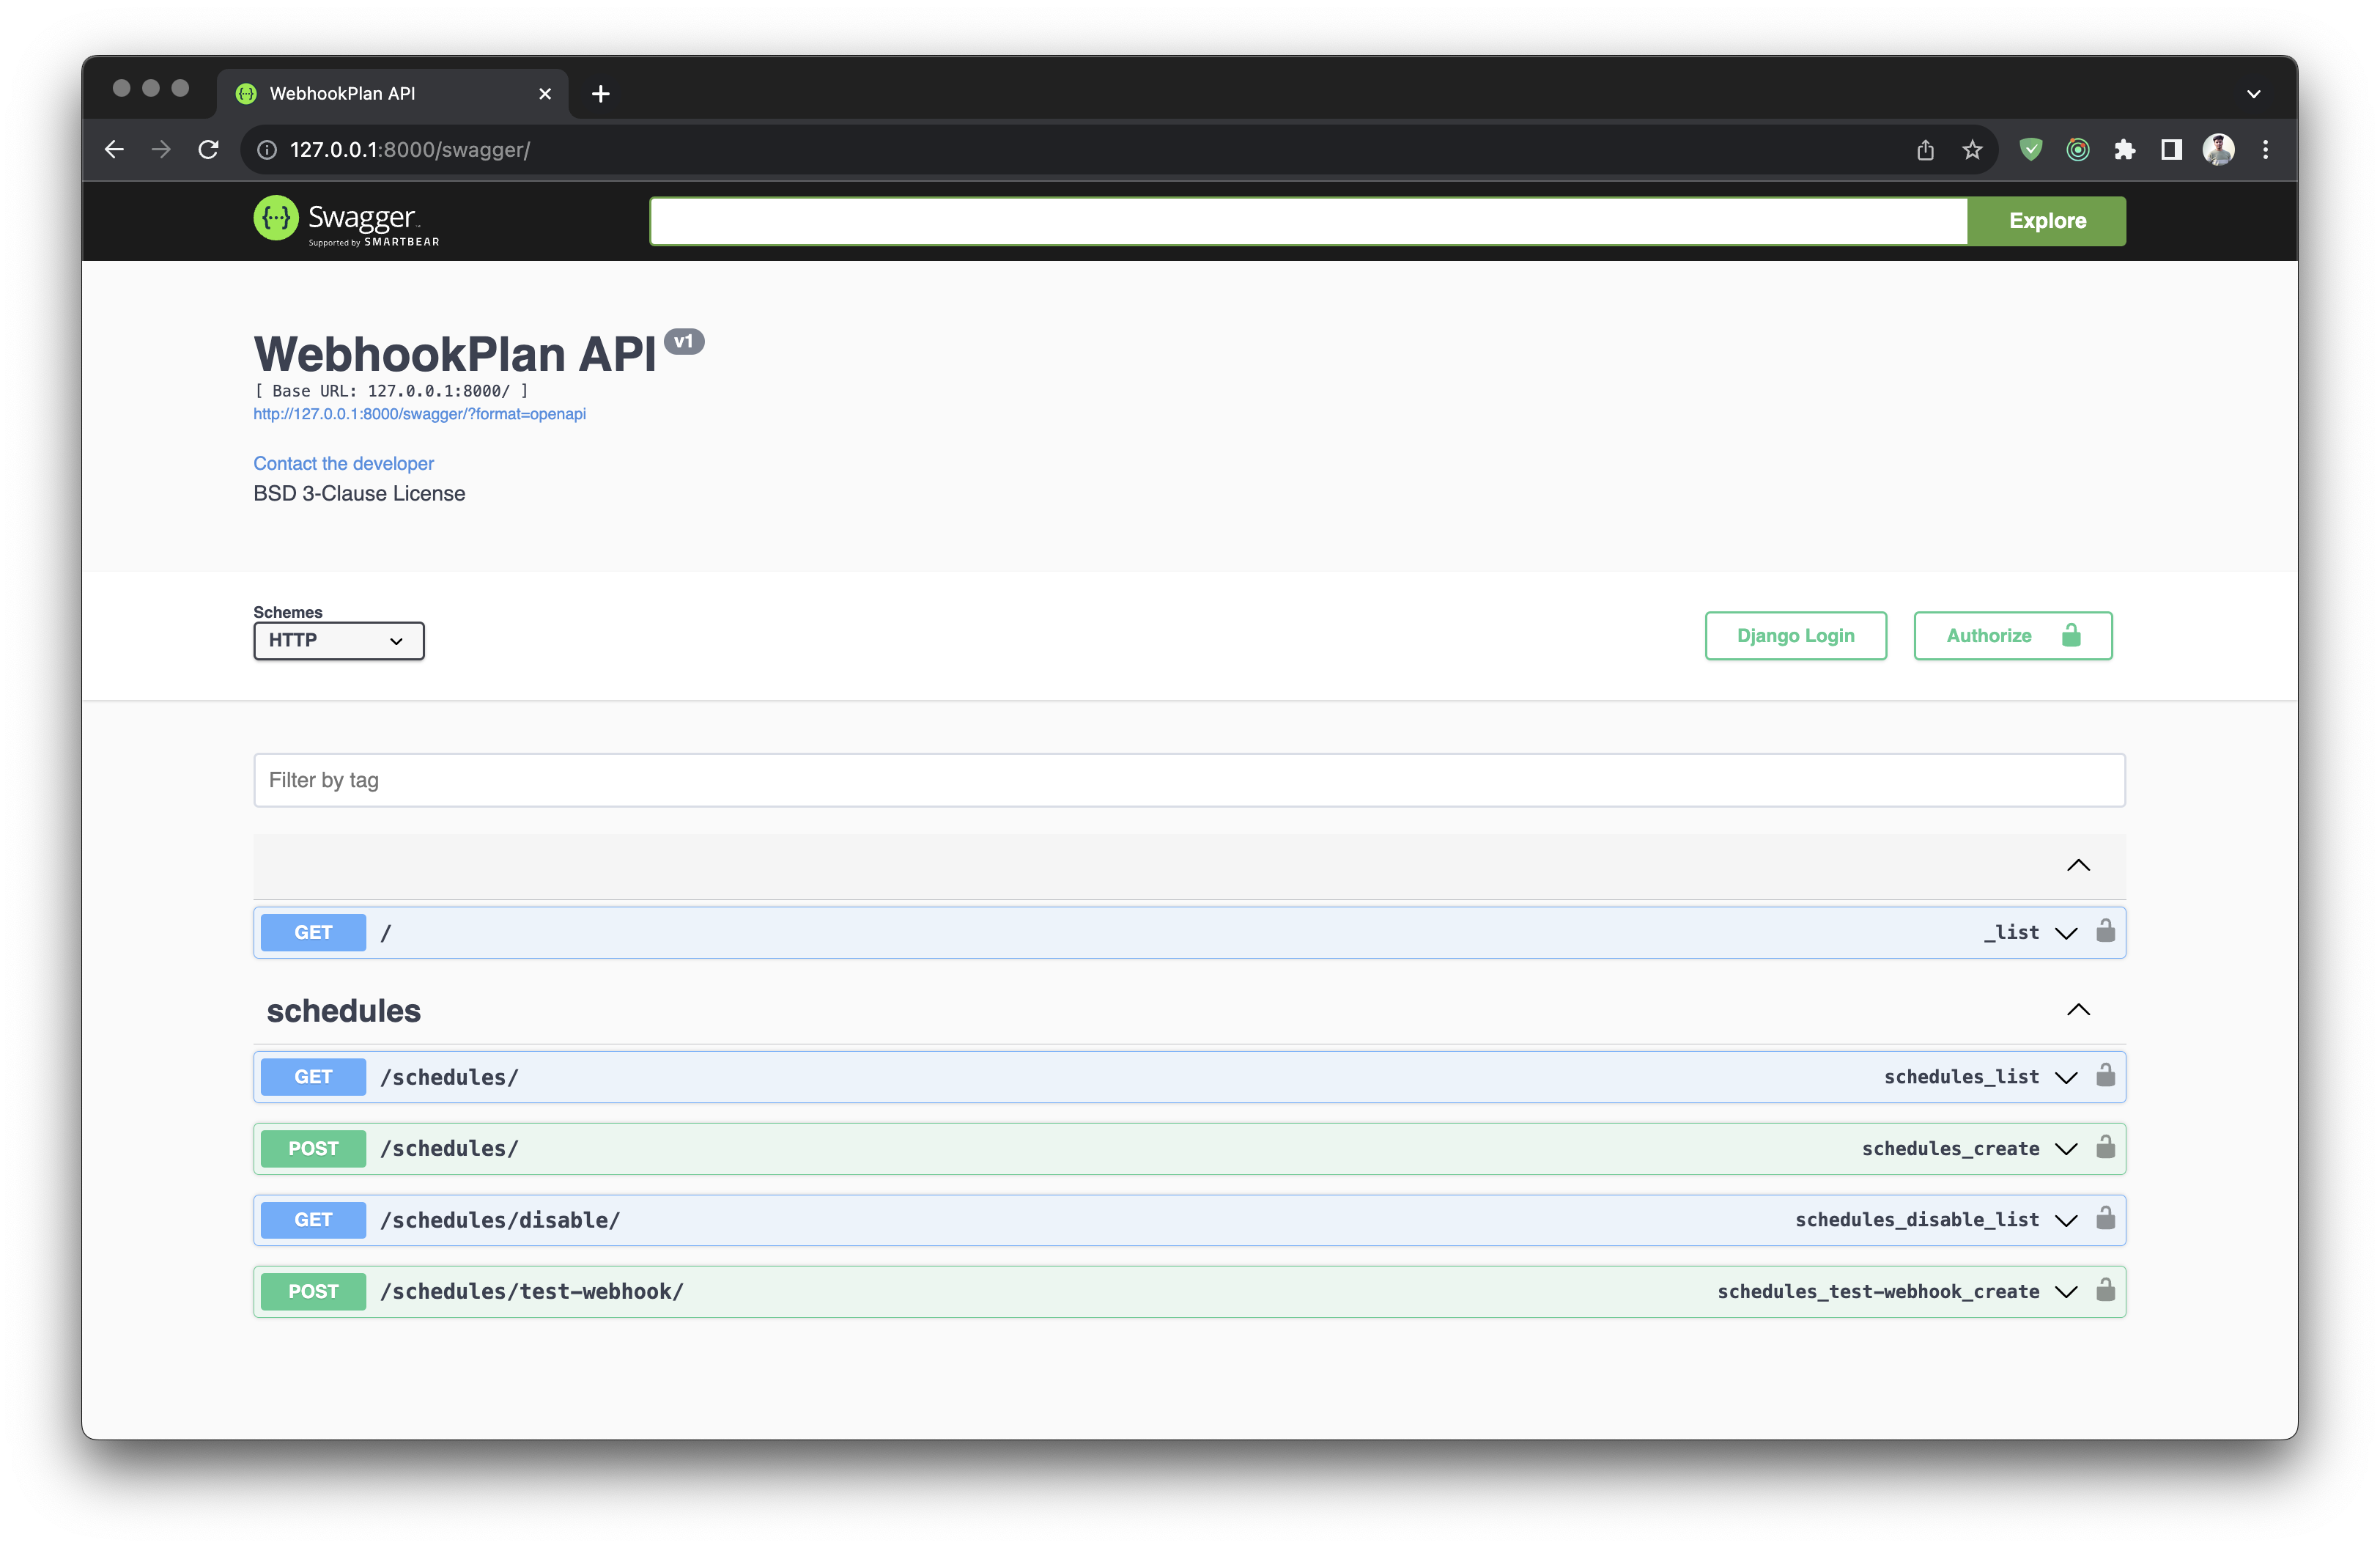 WebhookPlan API
127.0.0.1:8000/swagger/
Swagger
Supported by SMARTBEAR
Explore
WebhookPlan API v1
[ Base URL: 127.0.0.1:8000/ ]
http://127.0.0.1:8000/swagger/?format=openapi
Contact the developer
BSD 3-Clause License
Schemes
HTTP
Django Login
Authorize
Filter by tag
GET / _list
schedules
GET /schedules/ schedules_list
POST /schedules/ schedules_create
GET /schedules/disable/ schedules_disable_list
POST /schedules/test-webhook/ schedules_test-webhook_create